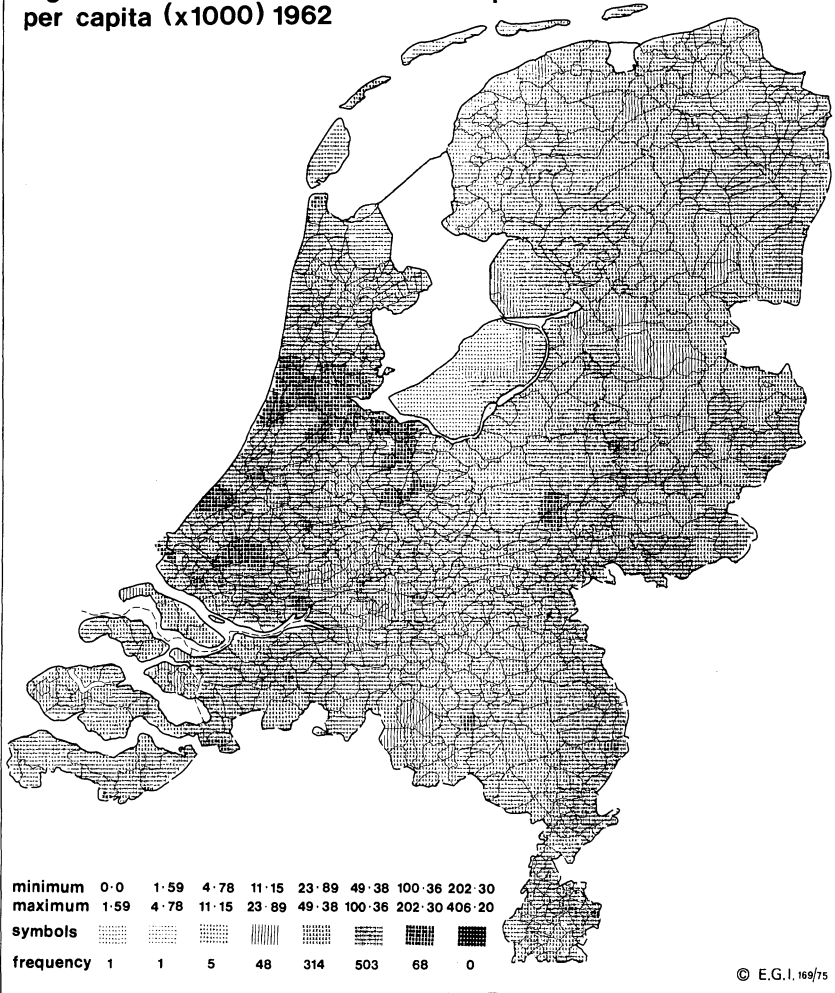 per capita (x1000) 1962
minimum 0·0 1·59 4·78 11·15 23·89 49·38 100·36 202·30
maximum 1·59 4·78 11·15 23·89 49·38 100·36 202·30 406·20
symbols
frequency 1 1 5 48 314 503 68 0
© E.G.I. 169/75